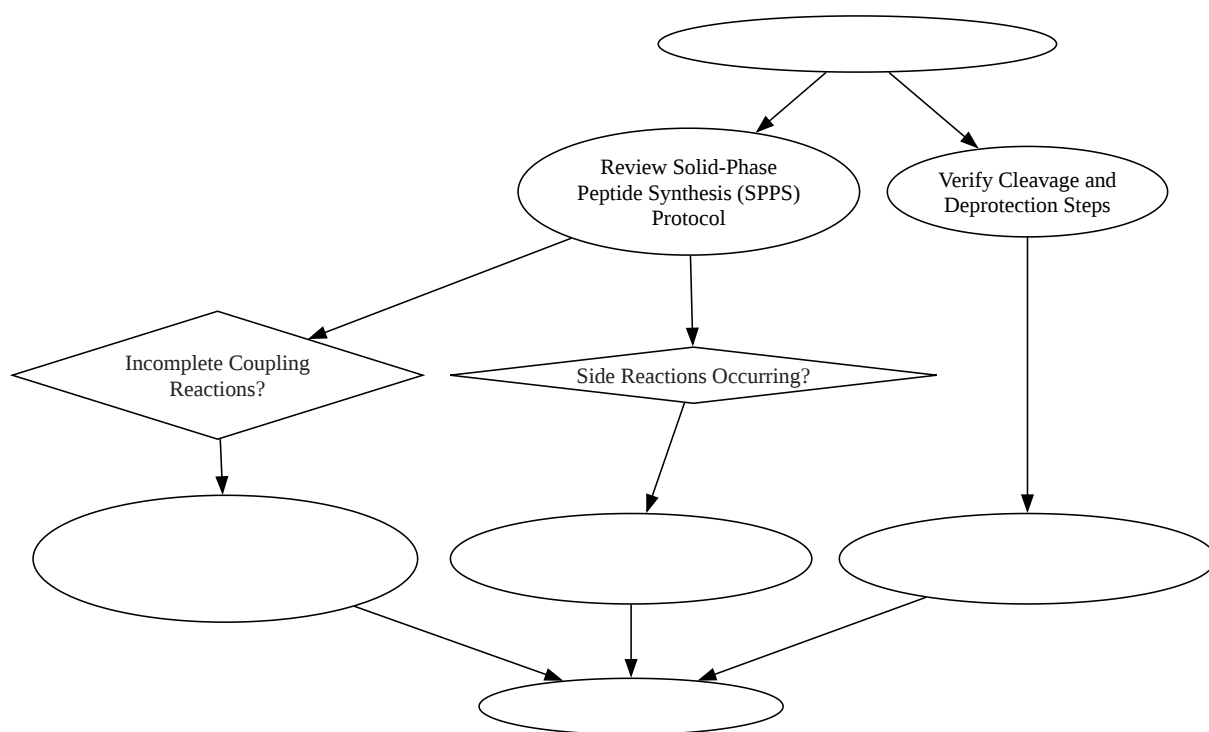 Review Solid-Phase
Peptide Synthesis (SPPS)
Protocol
Verify Cleavage and
Deprotection Steps
Incomplete Coupling
Reactions?
Side Reactions Occurring?